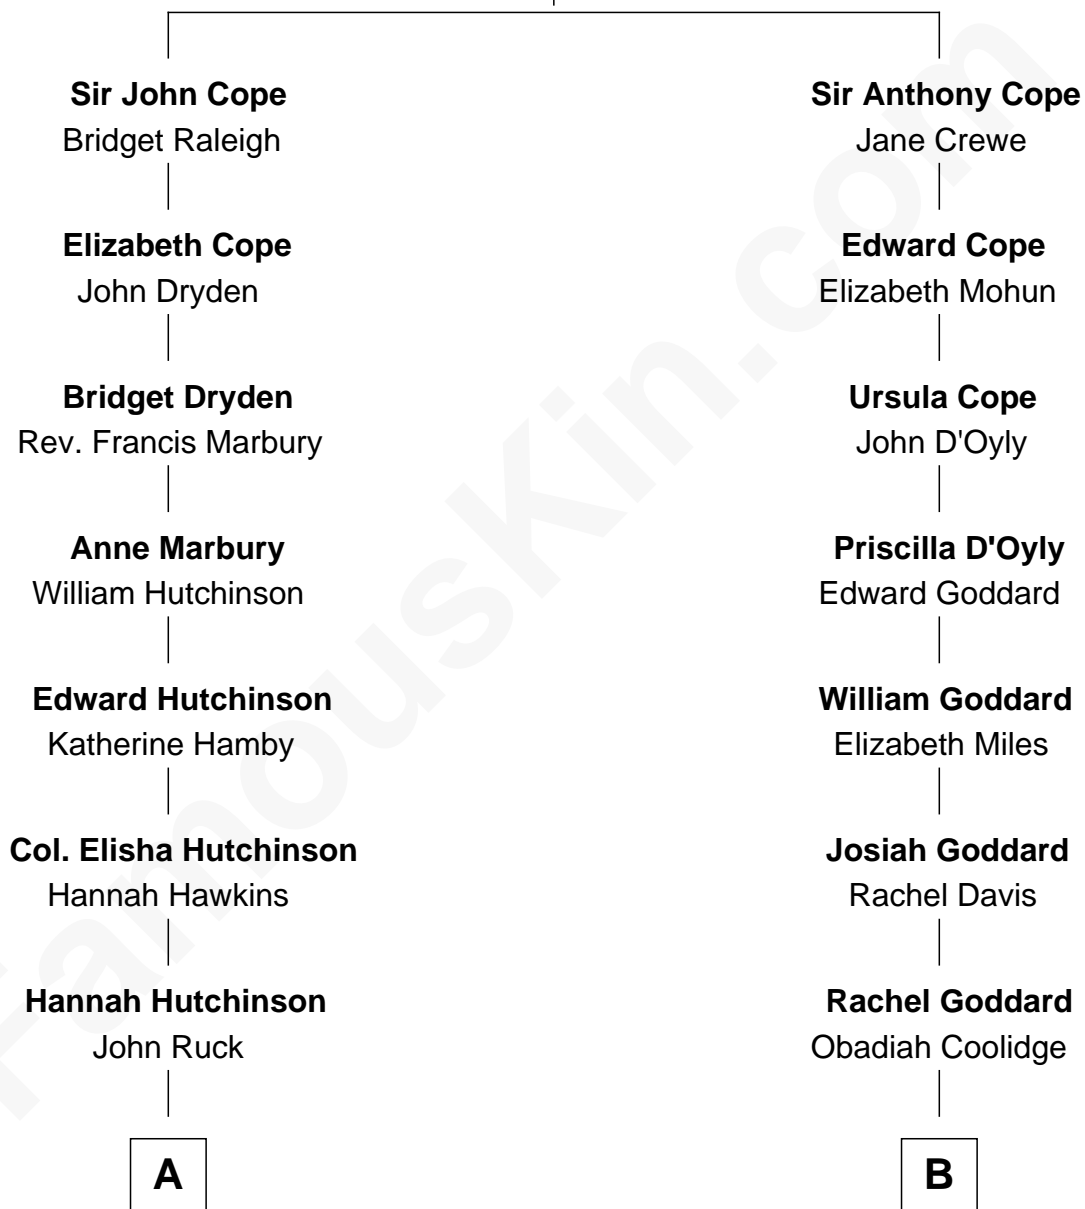 Sir John Cope
Bridget Raleigh
Elizabeth Cope
John Dryden
Bridget Dryden
Rev. Francis Marbury
Anne Marbury
William Hutchinson
Edward Hutchinson
Katherine Hamby
Col. Elisha Hutchinson
Hannah Hawkins
Hannah Hutchinson
John Ruck
A
Sir Anthony Cope
Jane Crewe
Edward Cope
Elizabeth Mohun
Ursula Cope
John D'Oyly
Priscilla D'Oyly
Edward Goddard
William Goddard
Elizabeth Miles
Josiah Goddard
Rachel Davis
Rachel Goddard
Obadiah Coolidge
B
FamousKin.com